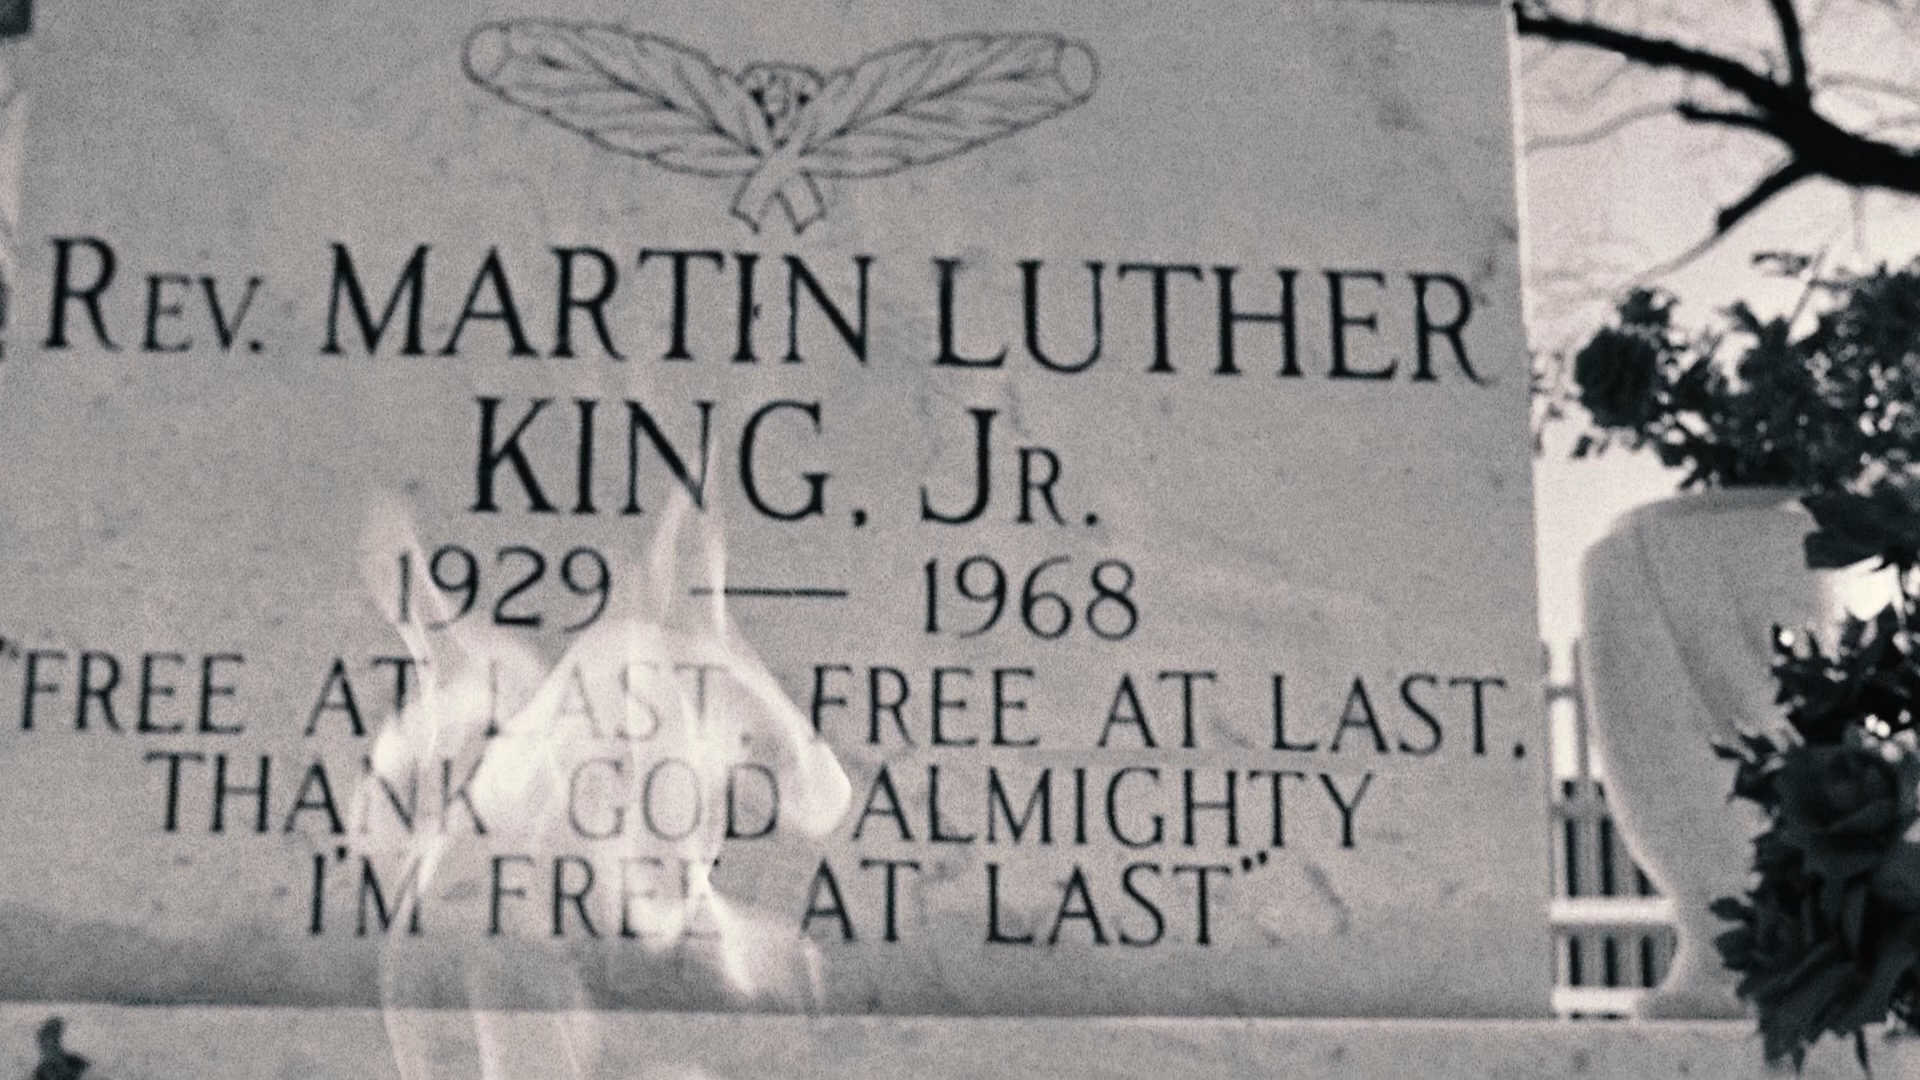 Rev. MARTIN LUTHER
KING, Jr.
1929 — 1968
"FREE AT LAST. FREE AT LAST.
THANK GOD ALMIGHTY
I'M FREE AT LAST"